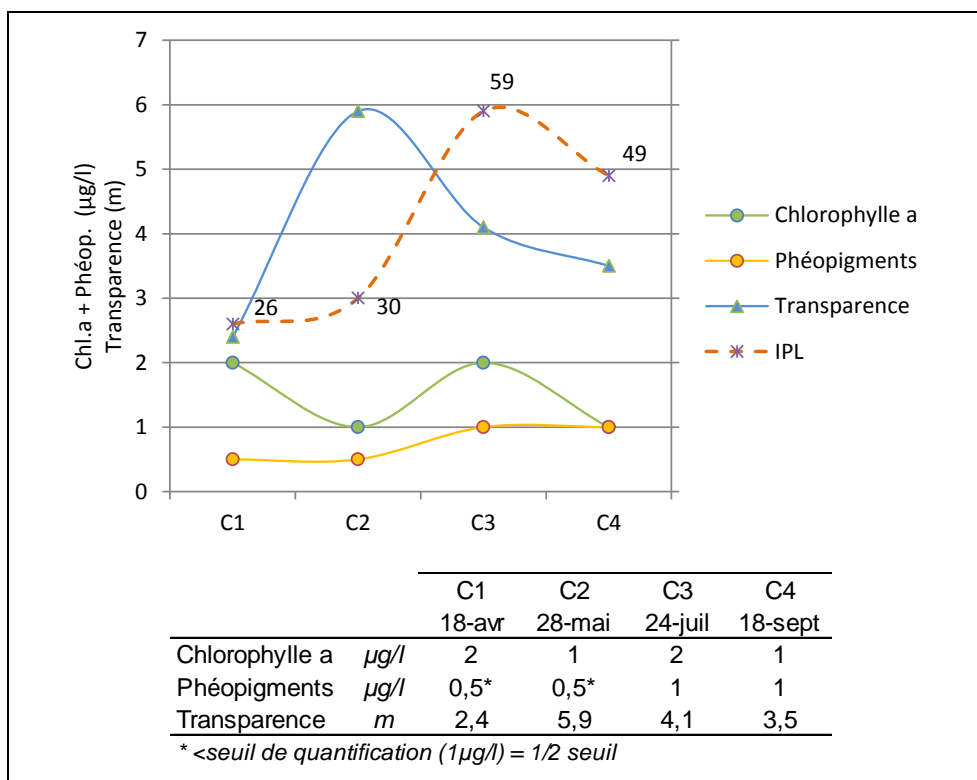 Chl.a + Phéop. (µg/l)
Transparence (m)
7
6
5
4
3
2
1
0
59
49
26
30
C1 C2 C3 C4
Chlorophylle a
Phéopigments
Transparence
IPL
C1 C2 C3 C4
18-avr 28-mai 24-juil 18-sept
Chlorophylle a µg/l 2 1 2 1
Phéopigments µg/l 0,5* 0,5* 1 1
Transparence m 2,4 5,9 4,1 3,5
* <seuil de quantification (1µg/l) = 1/2 seuil